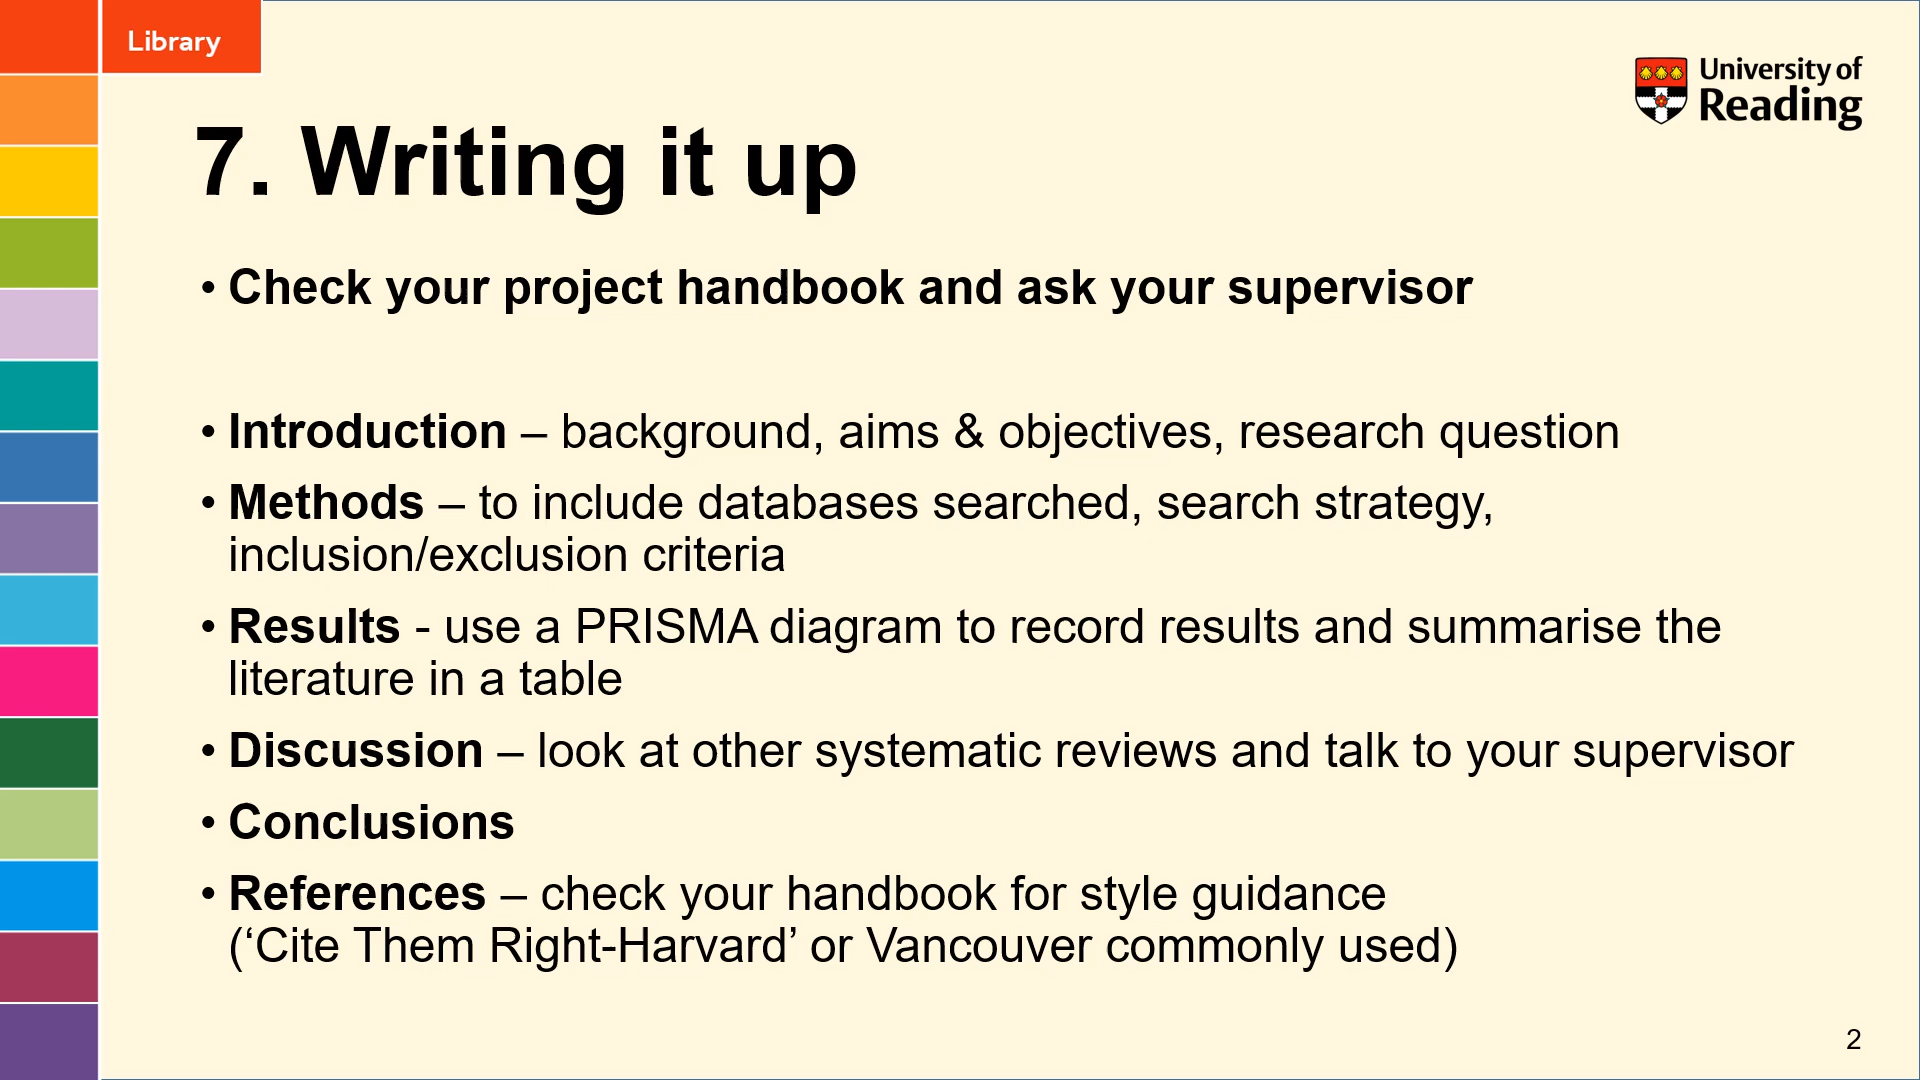 Library
University of
Reading
7. Writing it up
• Check your project handbook and ask your supervisor
• Introduction – background, aims & objectives, research question
• Methods – to include databases searched, search strategy,
inclusion/exclusion criteria
• Results - use a PRISMA diagram to record results and summarise the
literature in a table
• Discussion – look at other systematic reviews and talk to your supervisor
• Conclusions
• References – check your handbook for style guidance
(‘Cite Them Right-Harvard’ or Vancouver commonly used)
2